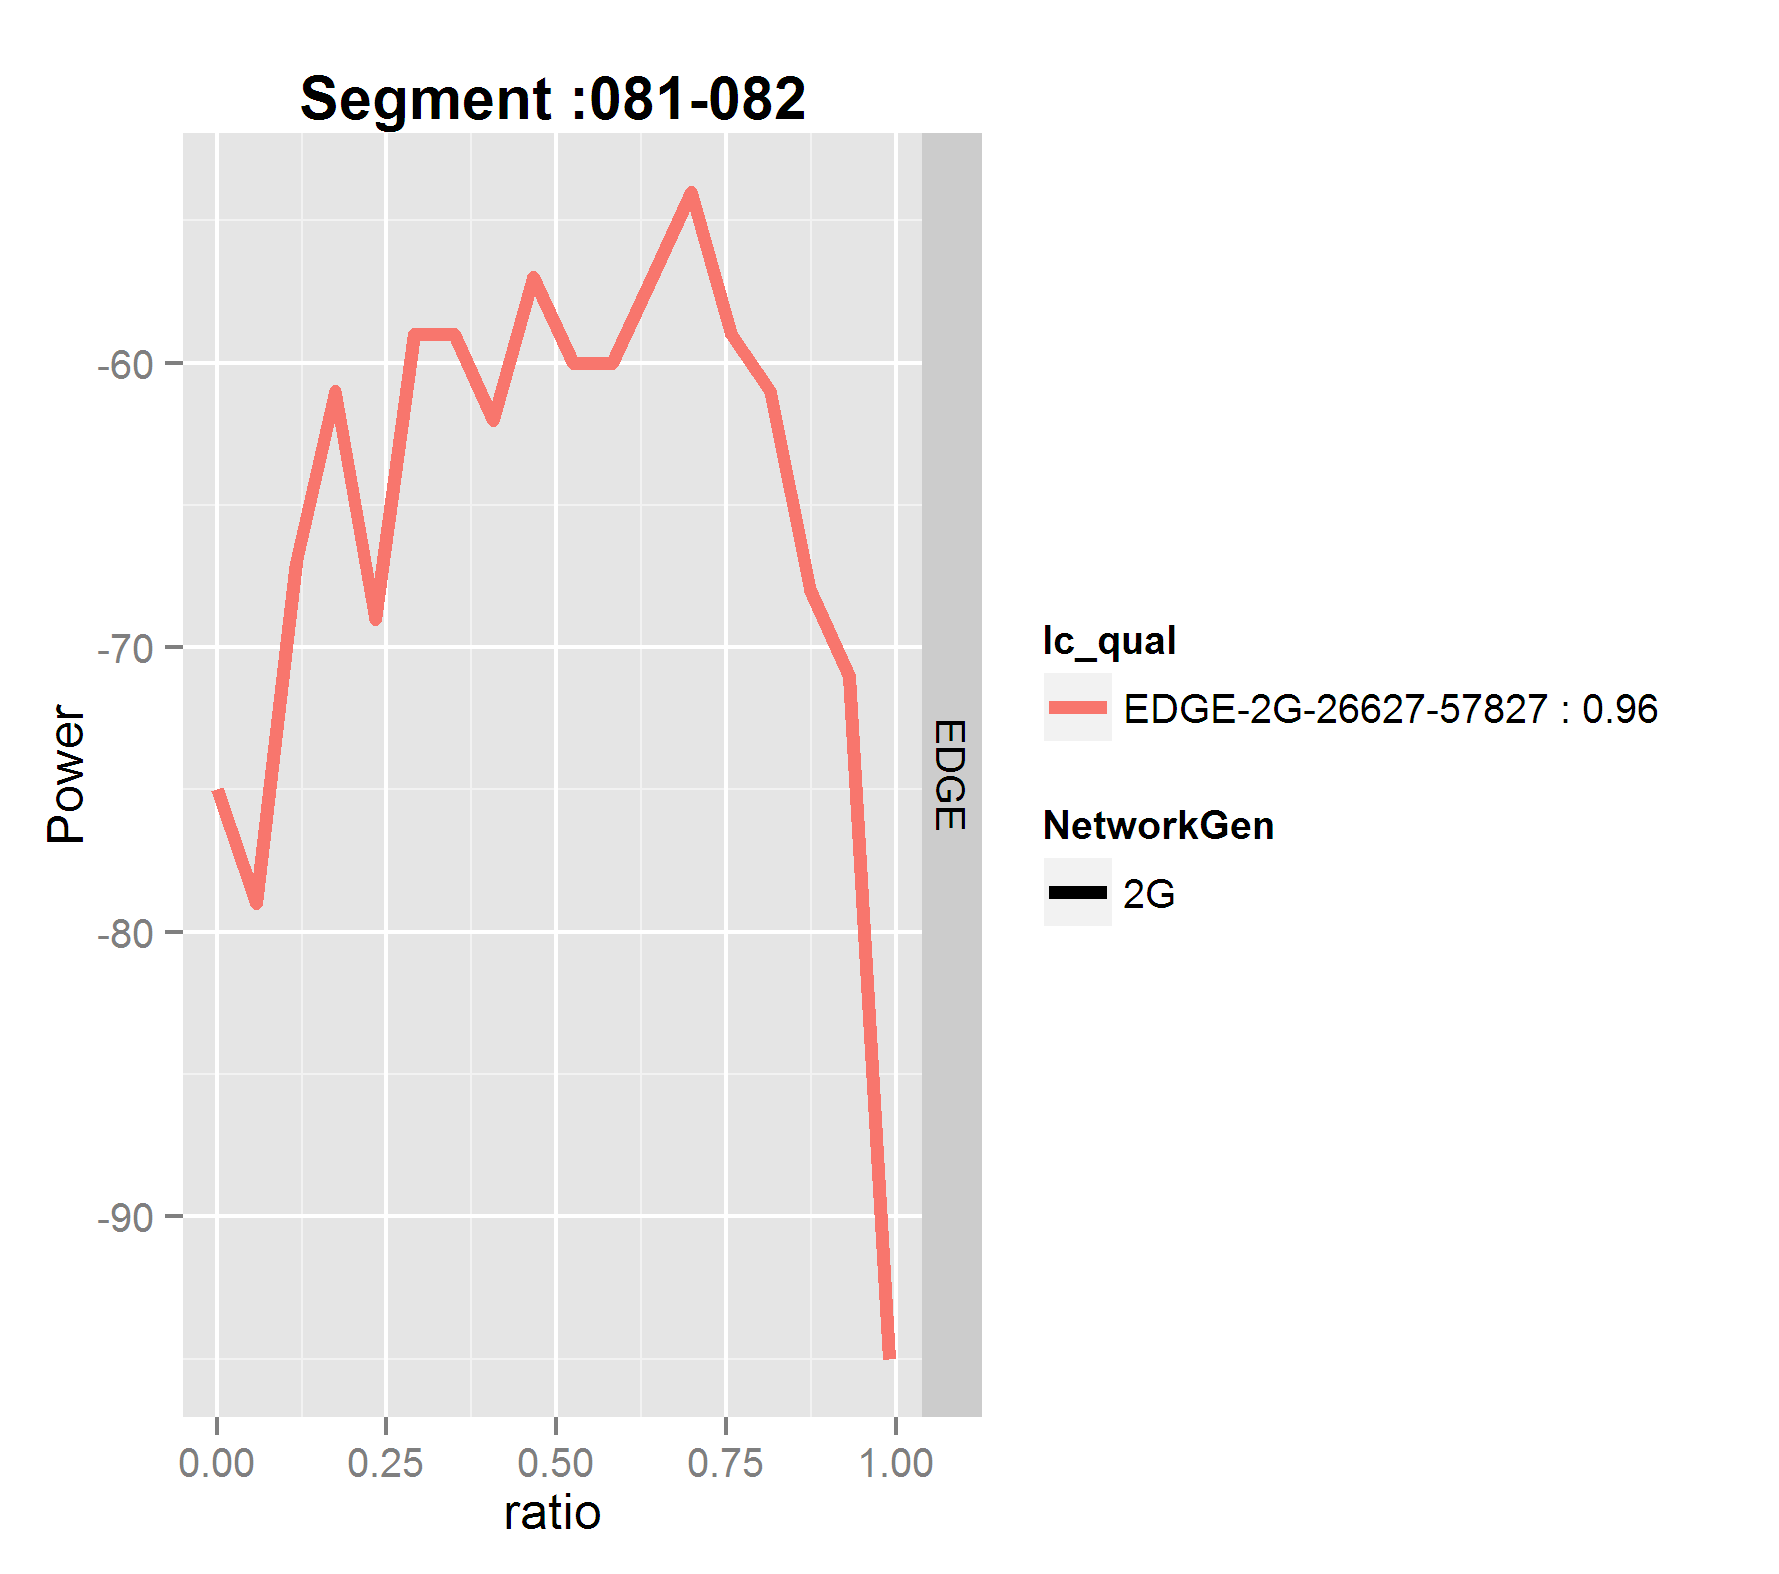 Segment :081-082
Power
-60
-70
-80
-90
0.00 0.25 0.50 0.75 1.00
ratio
EDGE
lc_qual
EDGE-2G-26627-57827 : 0.96
NetworkGen
2G